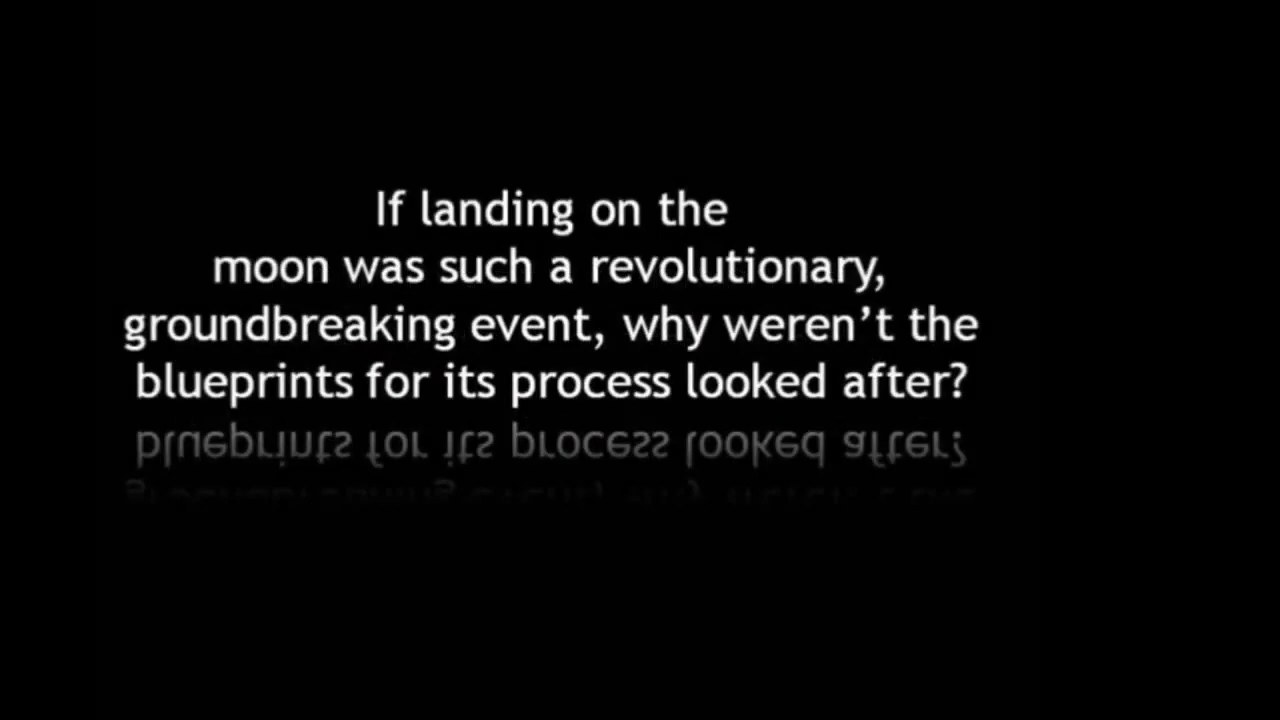 If landing on the
moon was such a revolutionary,
groundbreaking event, why weren’t the
blueprints for its process looked after?